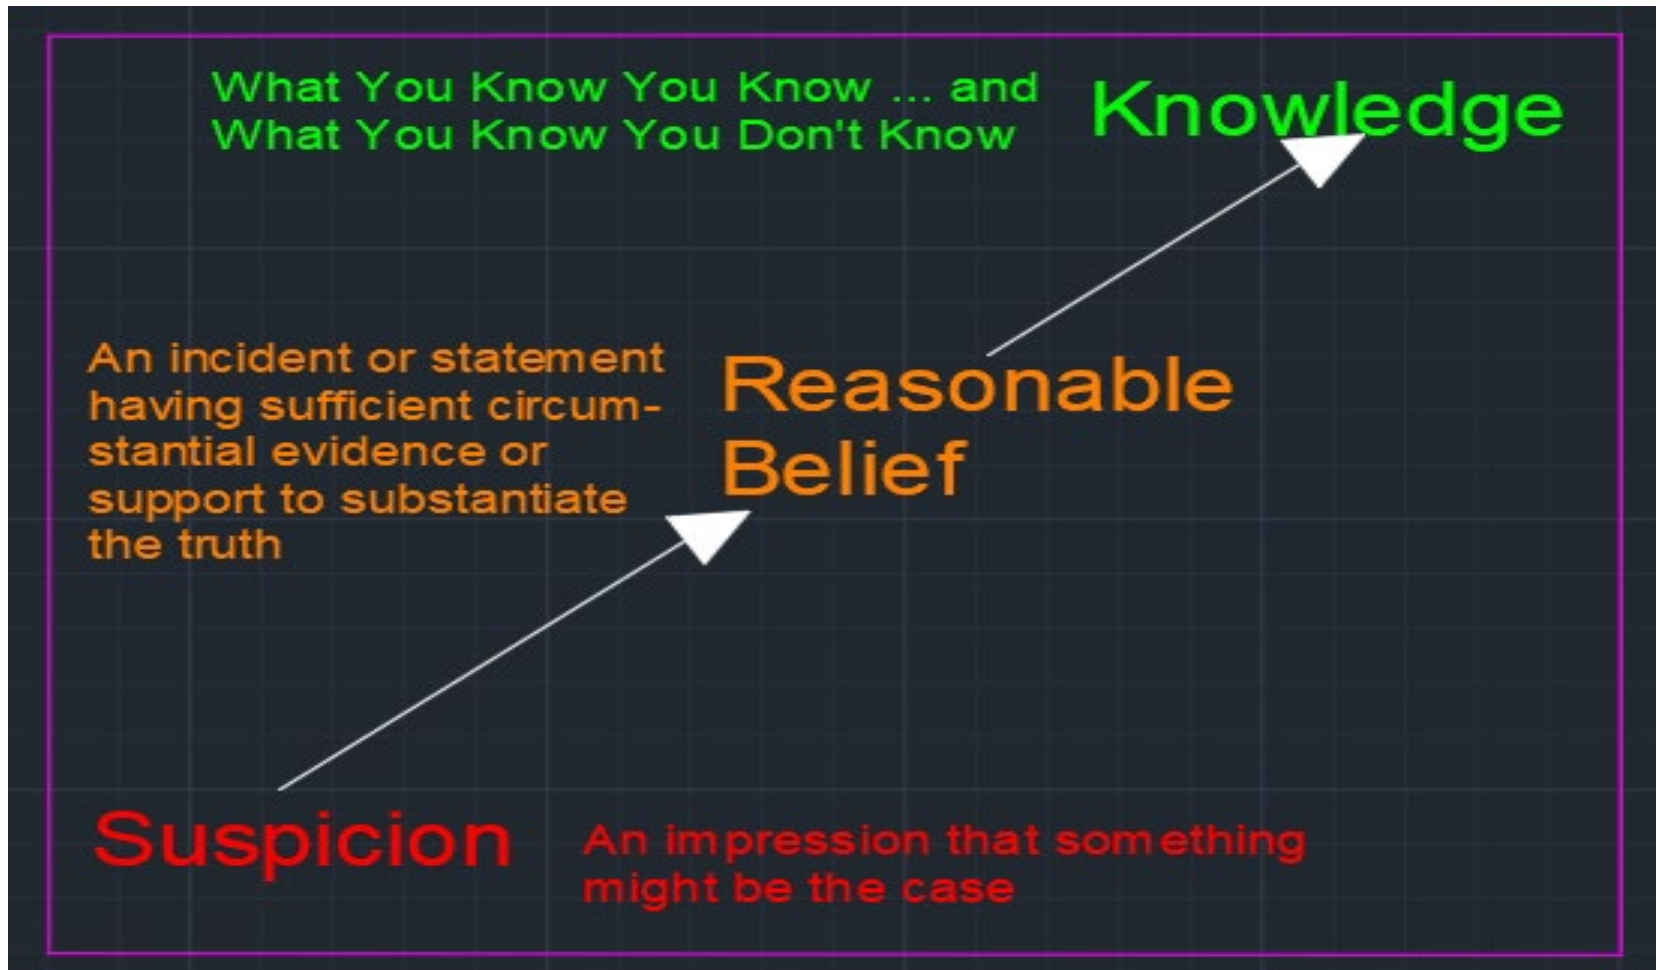 What You Know You Know ... and
What You Know You Don't Know
Knowledge
An incident or statement
having sufficient circum-
stantial evidence or
support to substantiate
the truth
Reasonable
Belief
Suspicion
An impression that something
might be the case